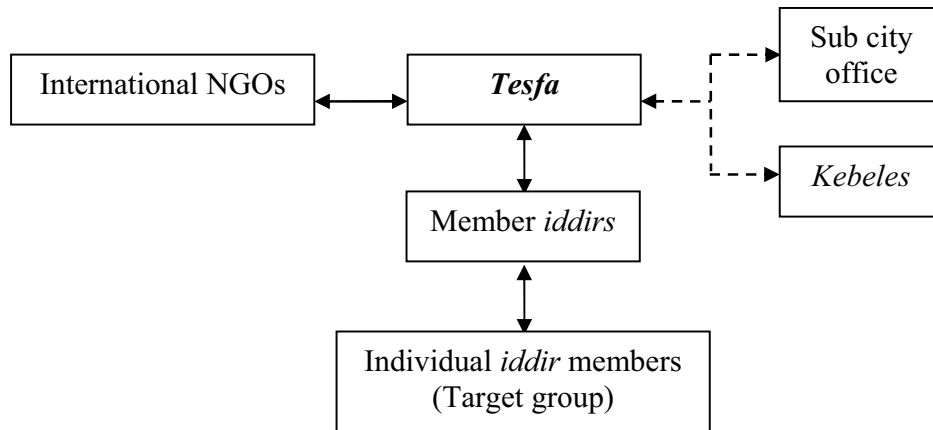 International NGOs
Tesfa
Sub city
office
Kebeles
Member iddirs
Individual iddir members
(Target group)